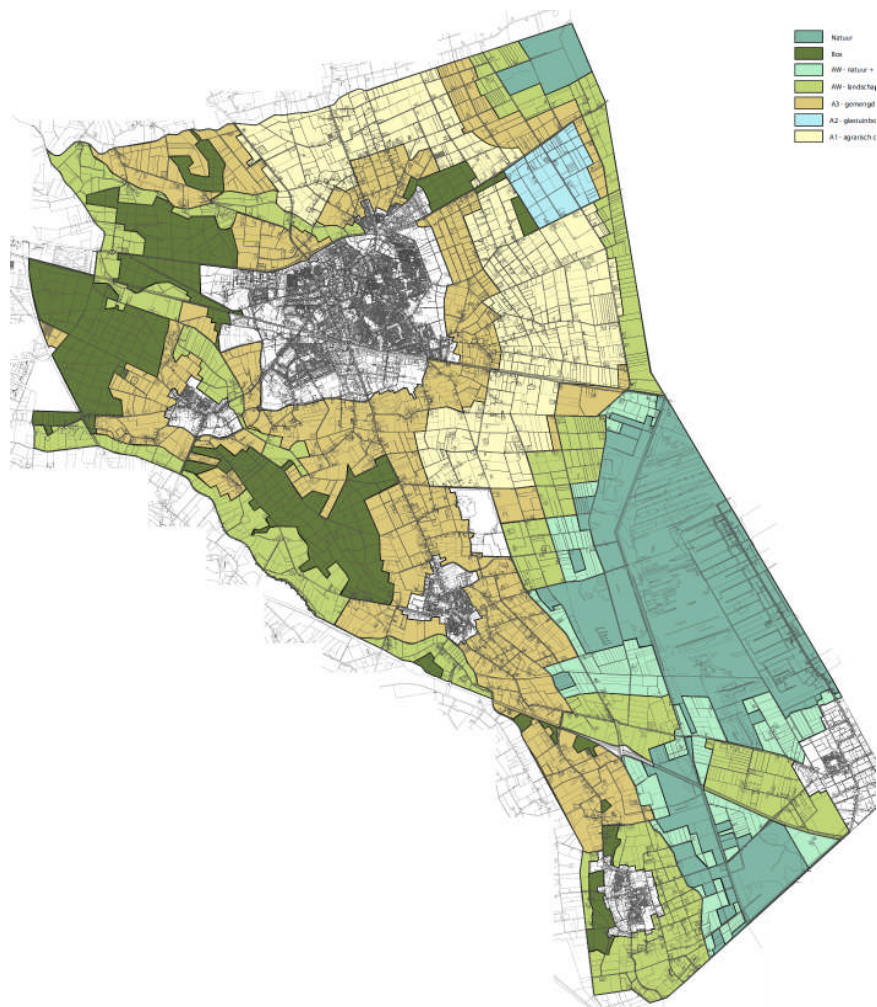 Natuur
Bos
AW - natuur +
AW - landschap
A3 - gemengd
A2 - glastuinbo
A1 - agrarisch o